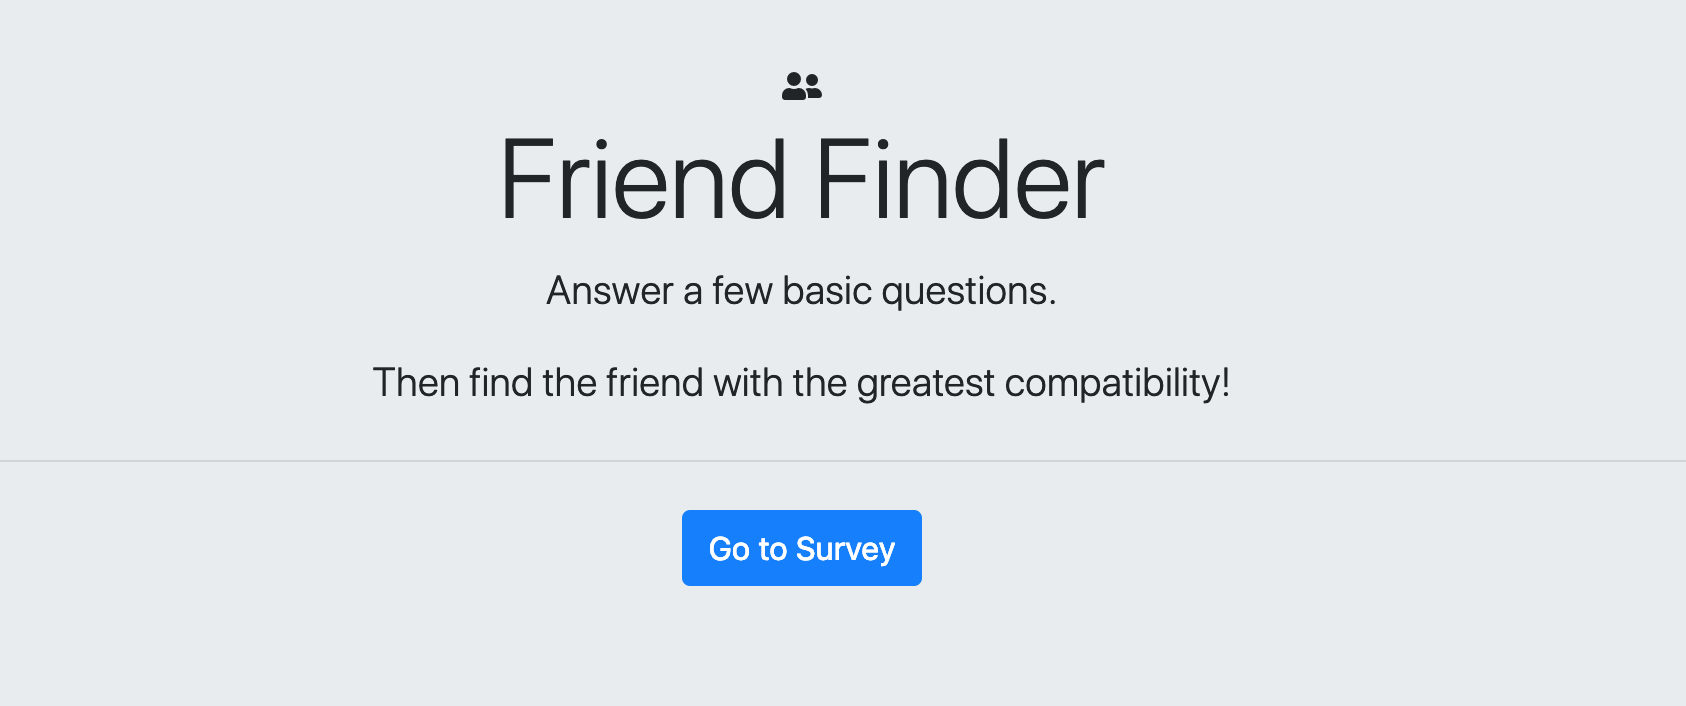 Friend Finder
Answer a few basic questions.
Then find the friend with the greatest compatibility!
Go to Survey